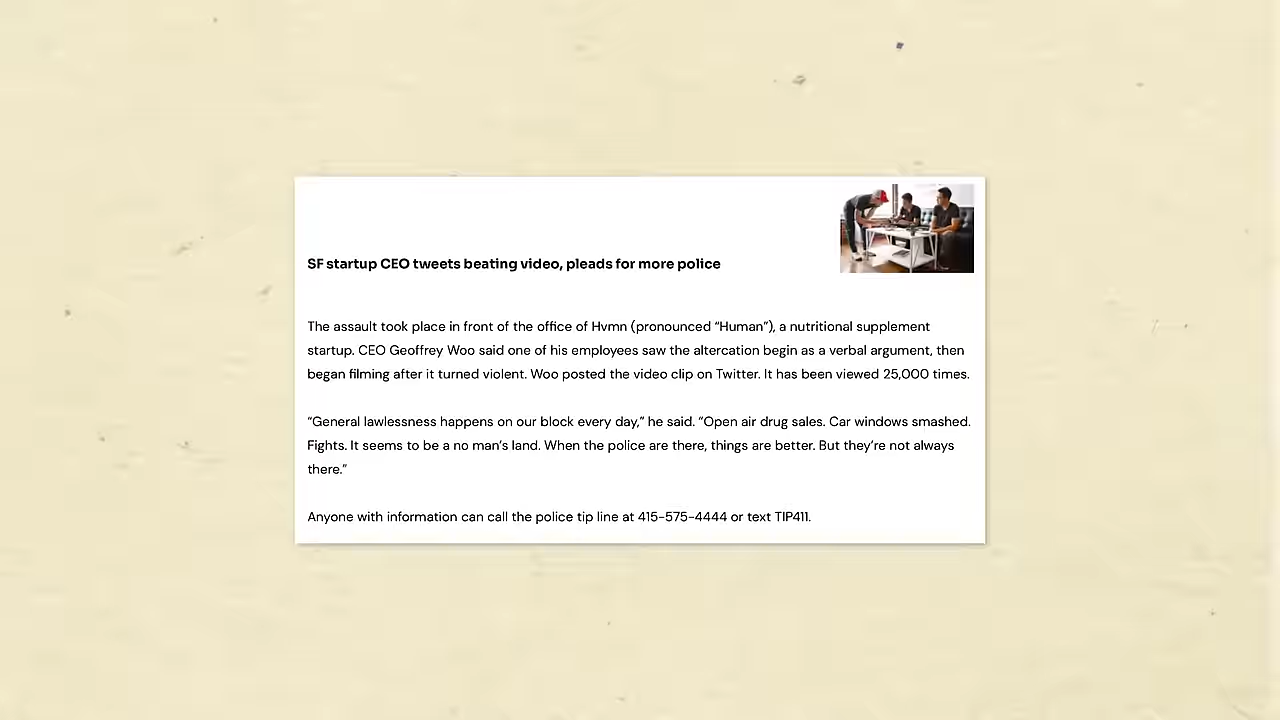 SF startup CEO tweets beating video, pleads for more police
The assault took place in front of the office of Hvmn (pronounced “Human”), a nutritional supplement
startup. CEO Geoffrey Woo said one of his employees saw the altercation begin as a verbal argument, then
began filming after it turned violent. Woo posted the video clip on Twitter. It has been viewed 25,000 times.
“General lawlessness happens on our block every day,” he said. “Open air drug sales. Car windows smashed.
Fights. It seems to be a no man’s land. When the police are there, things are better. But they’re not always
there.”
Anyone with information can call the police tip line at 415-575-4444 or text TIP411.